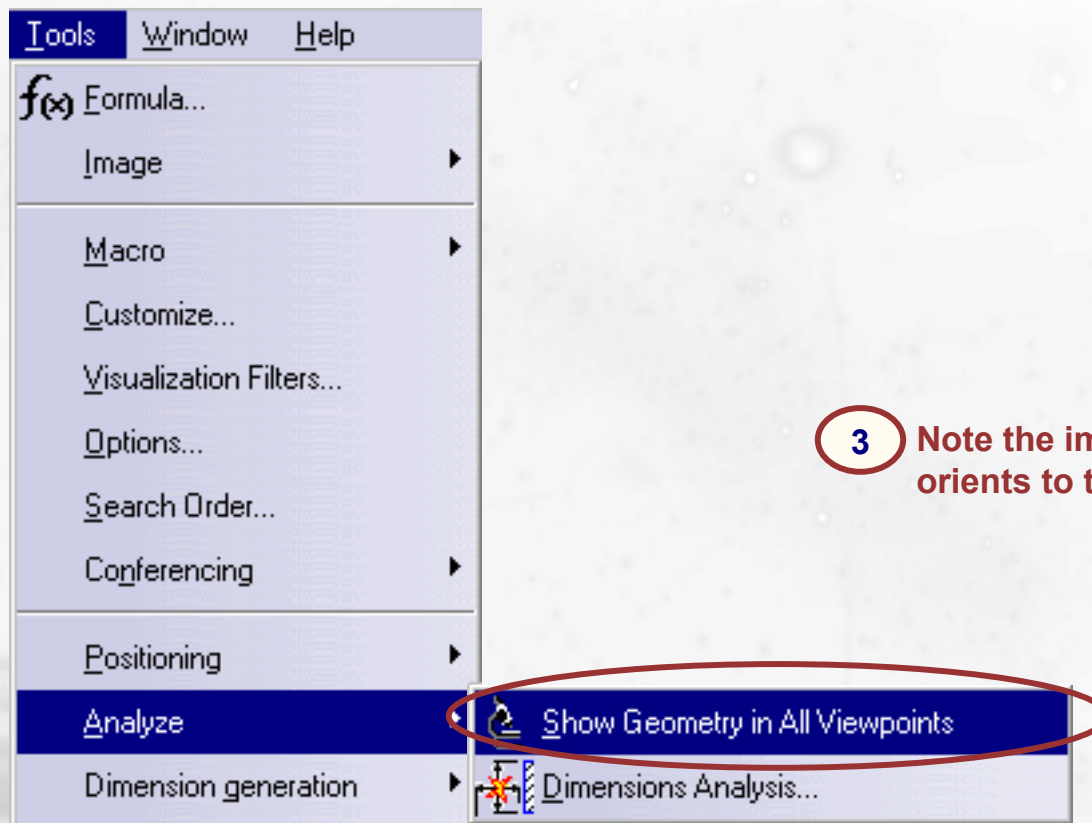 Tools Window Help
f(x) Formula...
Image
Macro
Customize...
Visualization Filters...
Options...
Search Order...
Conferencing
Positioning
Analyze
Dimension generation
Show Geometry in All Viewpoints
Dimensions Analysis...
3 Note the
orients to